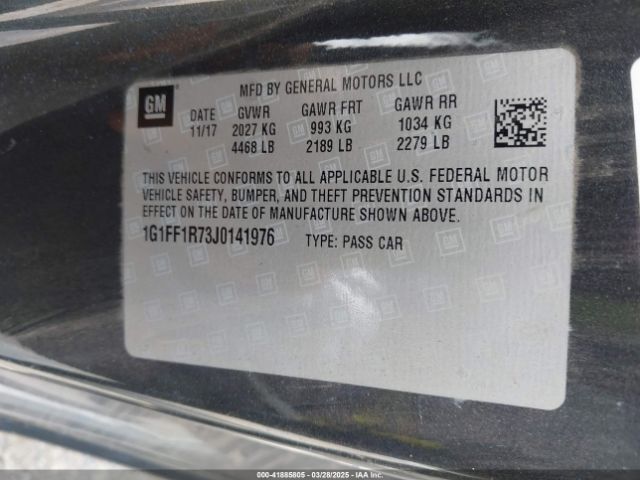 GM
MFD BY GENERAL MOTORS LLC
DATE GVWR GAWR FRT GAWR RR
11/17 2027 KG 993 KG 1034 KG
4468 LB 2189 LB 2279 LB
THIS VEHICLE CONFORMS TO ALL APPLICABLE U.S. FEDERAL MOTOR
VEHICLE SAFETY, BUMPER, AND THEFT PREVENTION STANDARDS IN
EFFECT ON THE DATE OF MANUFACTURE SHOWN ABOVE.
1G1FF1R73J0141976 TYPE: PASS CAR
000-41885805 03/28/2025 IAA INC.